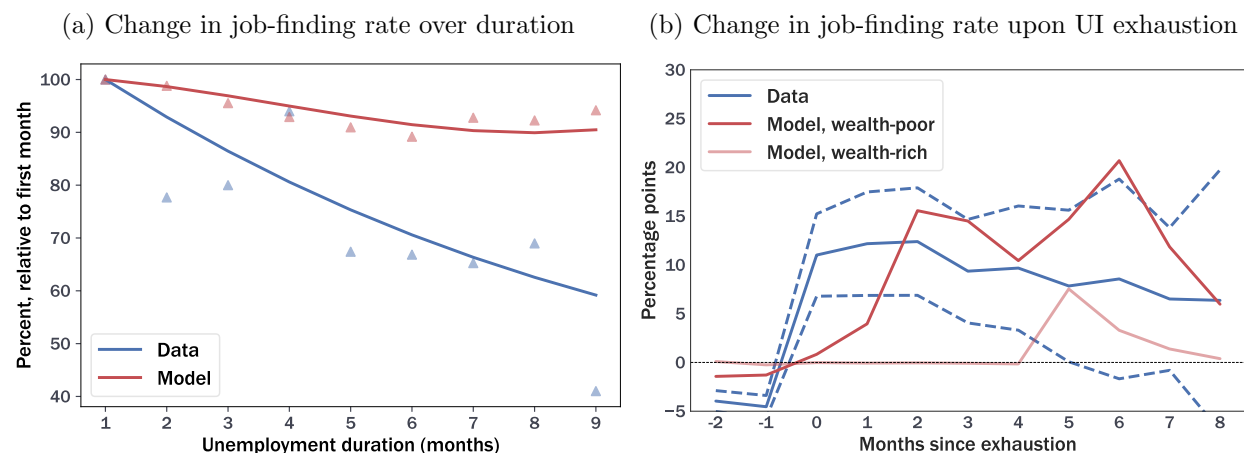 (a) Change in job-finding rate over duration
Percent, relative to first month
100
90
80
70
60
50
40
Data
Model
1 2 3 4 5 6 7 8 9
Unemployment duration (months)
(b) Change in job-finding rate upon UI exhaustion
Percentage points
30
25
20
15
10
5
0
−5
Data
Model, wealth-poor
Model, wealth-rich
-2 -1 0 1 2 3 4 5 6 7 8
Months since exhaustion